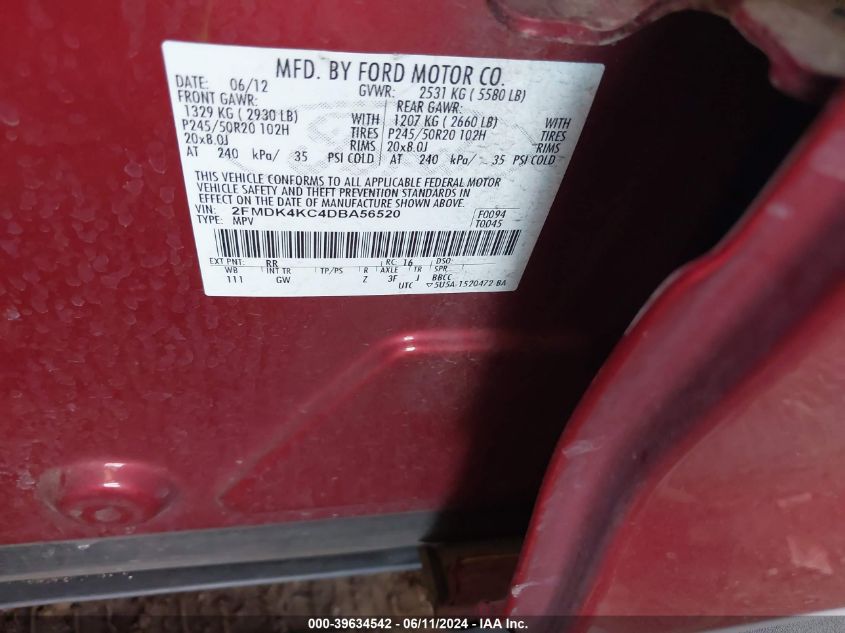 MFD. BY FORD MOTOR CO.
DATE: 06/12 GVWR: 2531 KG ( 5580 LB)
FRONT GAWR: REAR GAWR:
1329 KG ( 2930 LB) WITH 1207 KG ( 2660 LB) WITH
P245/50R20 102H TIRES P245/50R20 102H TIRES
20x8.0J RIMS 20x8.0J RIMS
AT 240 kPa/ 35 PSI COLD AT 240 kPa/ 35 PSI COLD
THIS VEHICLE CONFORMS TO ALL APPLICABLE FEDERAL MOTOR
VEHICLE SAFETY AND THEFT PREVENTION STANDARDS IN
EFFECT ON THE DATE OF MANUFACTURE SHOWN ABOVE.
VIN: 2FMDK4KC4DBA56520 F0094
TYPE: MPV T0045
EXT PNT: RR RC: 16 DSO:
WB INT TR TP/PS R AXLE TR SPR
111 GW Z 3F J BBCC
UTC 5U5A-1520472-BA
000-39634542 - 06/11/2024 - IAA Inc.